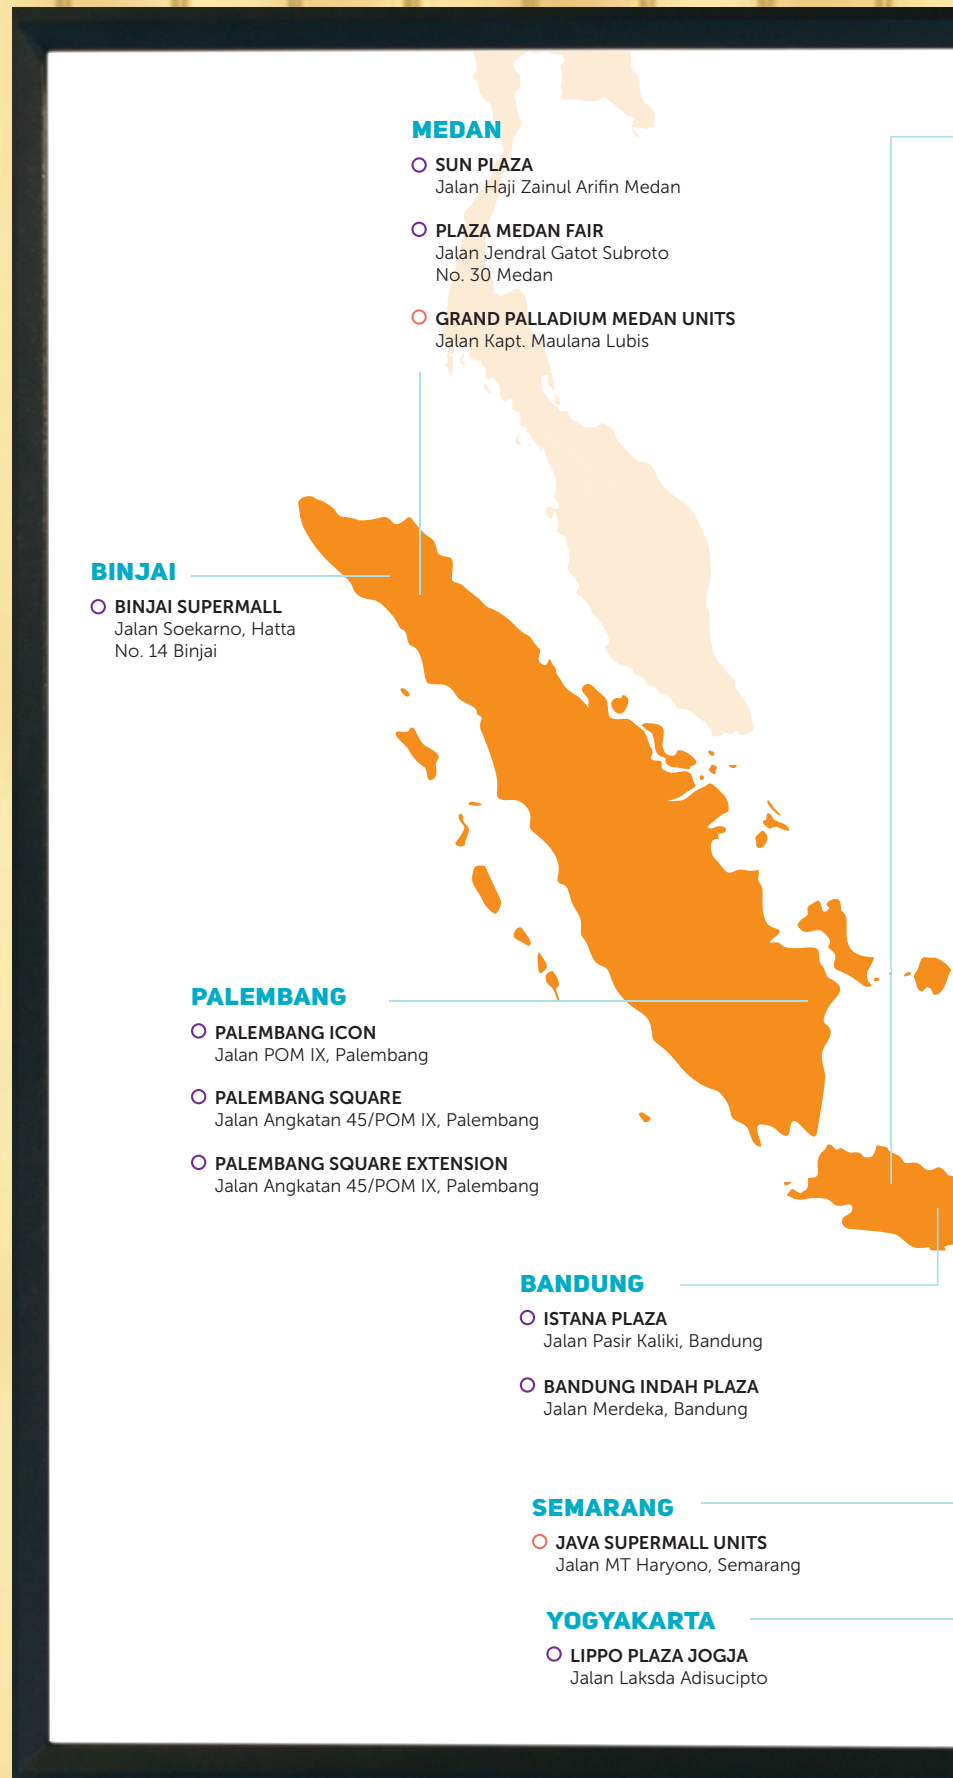 MEDAN
SUN PLAZA
Jalan Haji Zainul Arifin Medan
PLAZA MEDAN FAIR
Jalan Jendral Gatot Subroto
No. 30 Medan
GRAND PALLADIUM MEDAN UNITS
Jalan Kapt. Maulana Lubis
BINJAI
BINJAI SUPERMALL
Jalan Soekarno, Hatta
No. 14 Binjai
PALEMBANG
PALEMBANG ICON
Jalan POM IX, Palembang
PALEMBANG SQUARE
Jalan Angkatan 45/POM IX, Palembang
PALEMBANG SQUARE EXTENSION
Jalan Angkatan 45/POM IX, Palembang
BANDUNG
ISTANA PLAZA
Jalan Pasir Kaliki, Bandung
BANDUNG INDAH PLAZA
Jalan Merdeka, Bandung
SEMARANG
JAVA SUPERMALL UNITS
Jalan MT Haryono, Semarang
YOGYAKARTA
LIPPO PLAZA JOGJA
Jalan Laksda Adisucipto